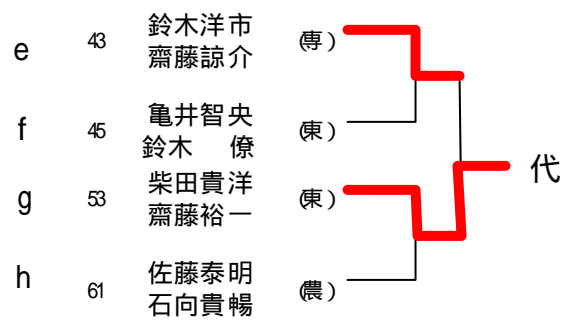 e 43 鈴木洋市 (専)
齋藤諒介
f 45 亀井智央 (東)
鈴木 僚
g 53 柴田貴洋 (東)
齋藤裕一
代
h 61 佐藤泰明 (農)
石向貴暢